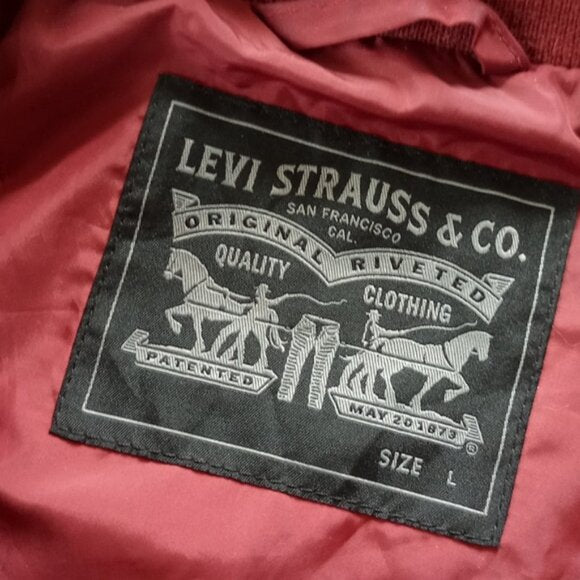 LEVI STRAUSS & CO.
SAN FRANCISCO
CAL.
ORIGINAL RIVETED
QUALITY CLOTHING
PATENTED MAY 20 1873
®
SIZE L